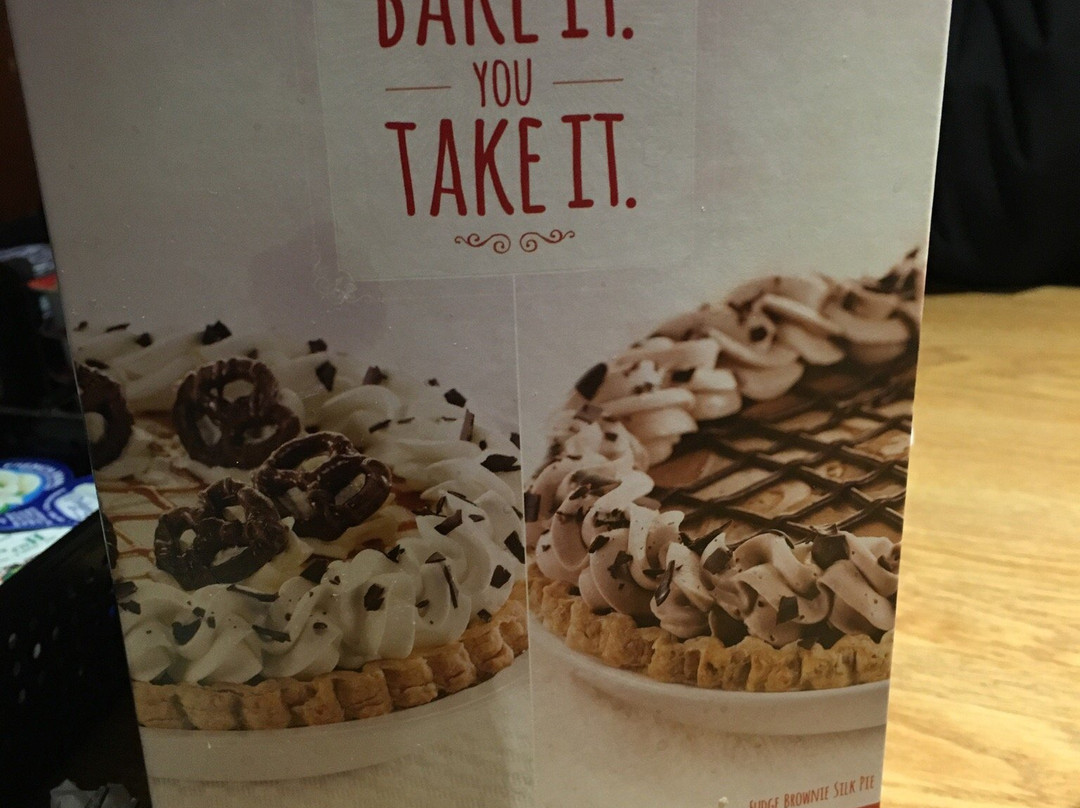 BAKE IT.
YOU
TAKE IT.
FUDGE BROWNIE SILK PIE